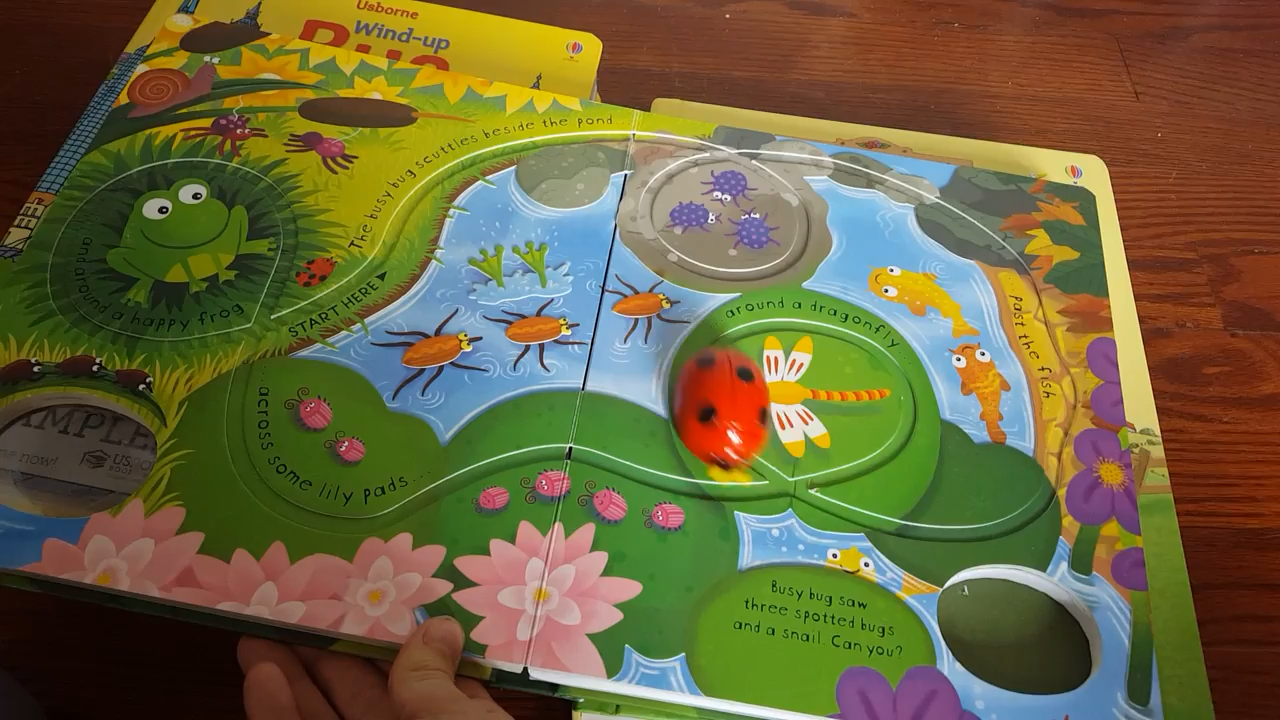 Usborne
Wind-up
Bug
The busy bug scuttles beside the pond...
START HERE
and around a happy frog
around a dragonfly...
...past the fish
...across some lily pads...
Busy bug saw
three spotted bugs
and a snail. Can you?